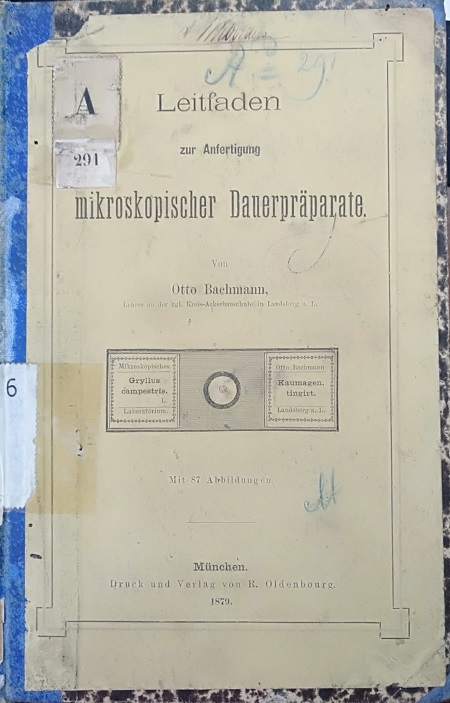 A = 291
A
291
Leitfaden
zur Anfertigung
mikroskopischer Dauerpräparate.
Von
Otto Bachmann,
Lehrer an der kgl. Kreis-Ackerbauschule in Landsberg a. L.
Mikroskopisches
Gryllus
campestris.
L.
Laboratorium.
Otto Bachmann
Kaumagen,
tingirt.
Landsberg a. L.
6
Mit 87 Abbildungen.
München.
Druck und Verlag von R. Oldenbourg.
1879.